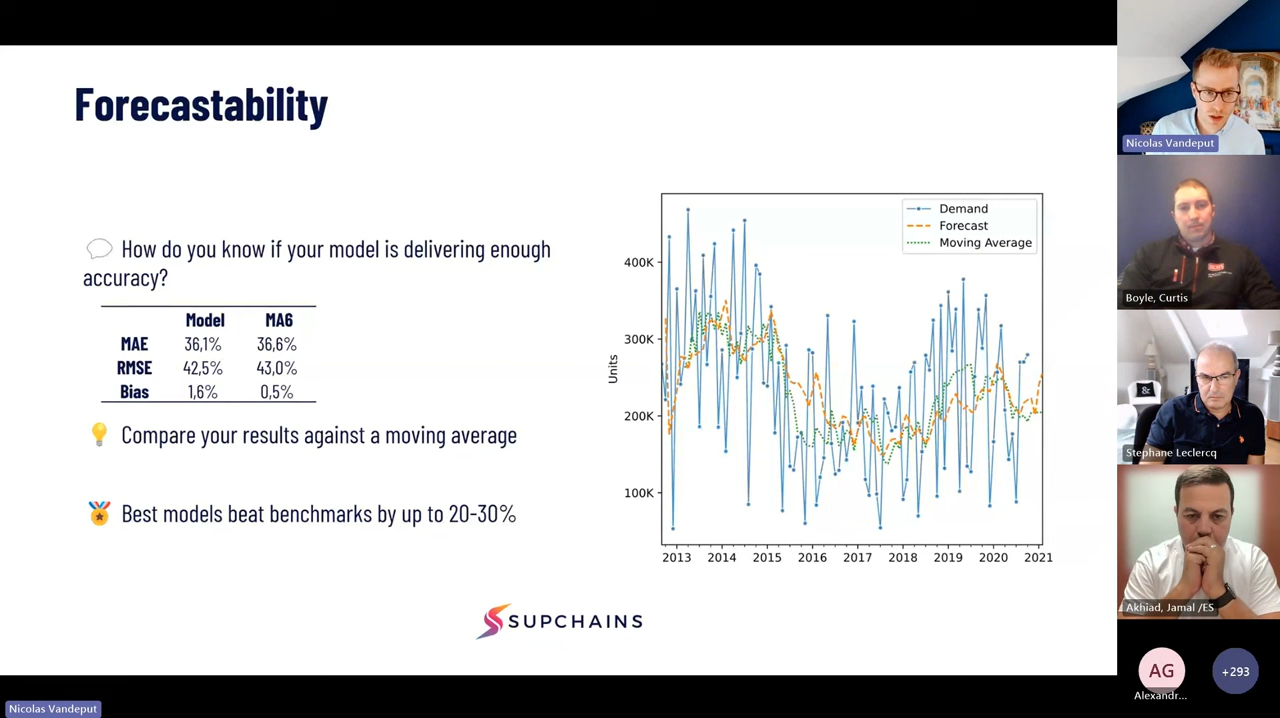 Forecastability
How do you know if your model is delivering enough
accuracy?
Model MA6
MAE 36,1% 36,6%
RMSE 42,5% 43,0%
Bias 1,6% 0,5%
Compare your results against a moving average
Best models beat benchmarks by up to 20-30%
Demand
Forecast
Moving Average
Units
400K
300K
200K
100K
2013 2014 2015 2016 2017 2018 2019 2020 2021
SUPCHAINS
Nicolas Vandeput
Boyle, Curtis
Stephane Leclercq
&
Akhiad, Jamal /ES
AG
Alexandr...
+293
Nicolas Vandeput